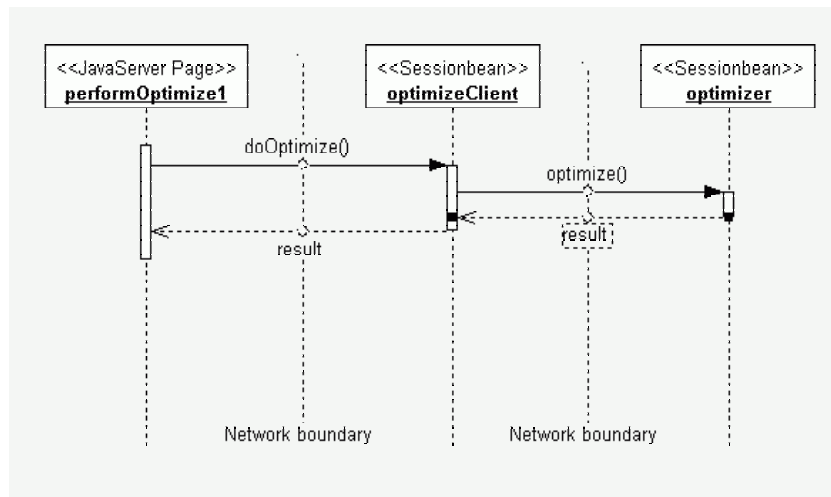 <<JavaServer Page>>
performOptimize1
<<Sessionbean>>
optimizeClient
<<Sessionbean>>
optimizer
doOptimize()
optimize()
result
result
Network boundary
Network boundary